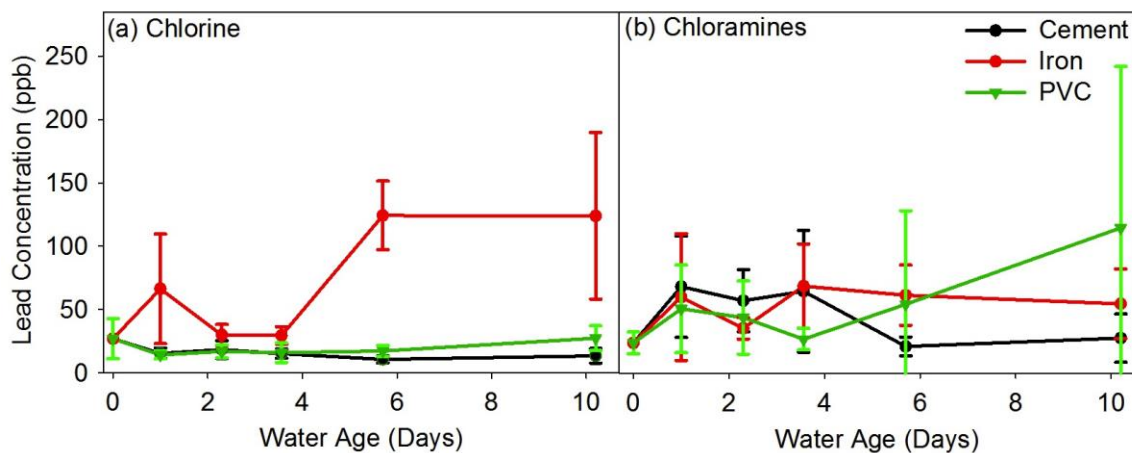 (a) Chlorine
(b) Chloramines
Cement
Iron
PVC
Lead Concentration (ppb)
250
200
150
100
50
0
0 2 4 6 8 10
0 2 4 6 8 10
Water Age (Days)
Water Age (Days)